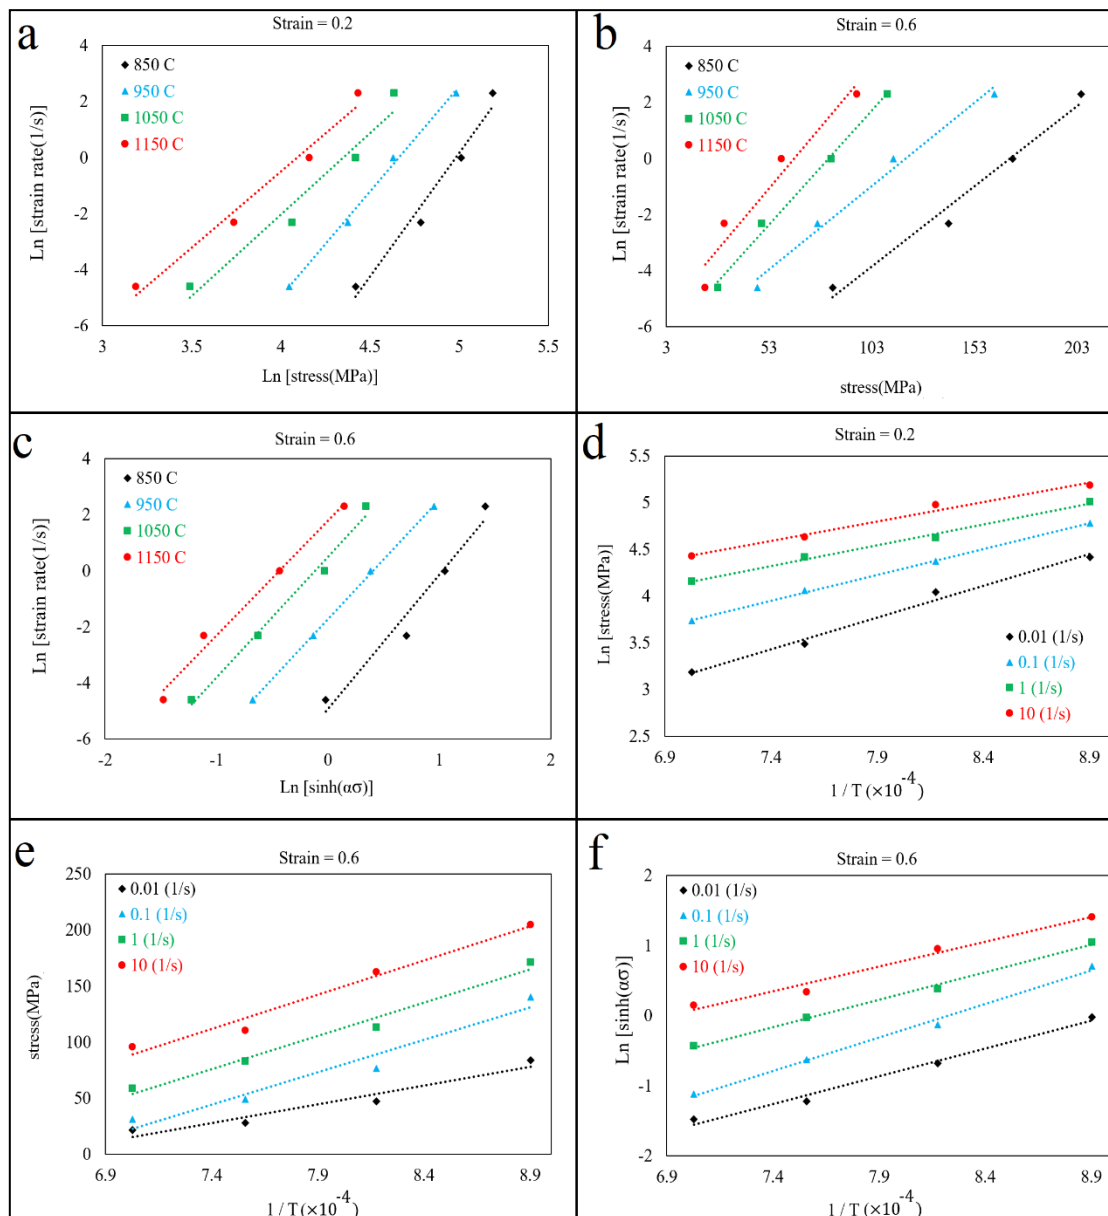 a
Strain = 0.2
4
2
0
-2
-4
-6
850 C
950 C
1050 C
1150 C
Ln [strain rate(1/s)]
3 3.5 4 4.5 5 5.5
Ln [stress(MPa)]
b
Strain = 0.6
4
2
0
-2
-4
-6
850 C
950 C
1050 C
1150 C
Ln [strain rate(1/s)]
3 53 103 153 203
stress(MPa)
c
Strain = 0.6
4
2
0
-2
-4
-6
850 C
950 C
1050 C
1150 C
Ln [strain rate(1/s)]
-1 0 1 2
Ln [sinh(ασ)]
d
Strain = 0.2
5.5
5
4.5
4
3.5
3
2.5
Ln [stress(MPa)]
0.01 (1/s)
0.1 (1/s)
1 (1/s)
10 (1/s)
6.9 7.4 7.9 8.4 8.9
1 / T (×10⁻⁴)
e
Strain = 0.6
250
200
150
100
50
0
0.01 (1/s)
0.1 (1/s)
1 (1/s)
10 (1/s)
stress(MPa)
6.9 7.4 7.9 8.4 8.9
1 / T (×10⁻⁴)
f
Strain = 0.6
2
1
0
-1
-2
0.01 (1/s)
0.1 (1/s)
1 (1/s)
10 (1/s)
Ln [sinh(ασ)]
6.9 7.4 7.9 8.4 8.9
1 / T (×10⁻⁴)